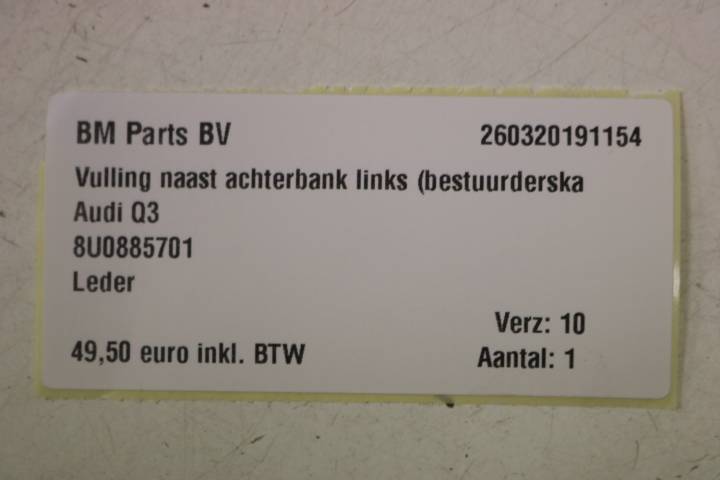 BM Parts BV 260320191154
Vulling naast achterbank links (bestuurderska
Audi Q3
8U0885701
Leder
Verz: 10
49,50 euro inkl. BTW Aantal: 1